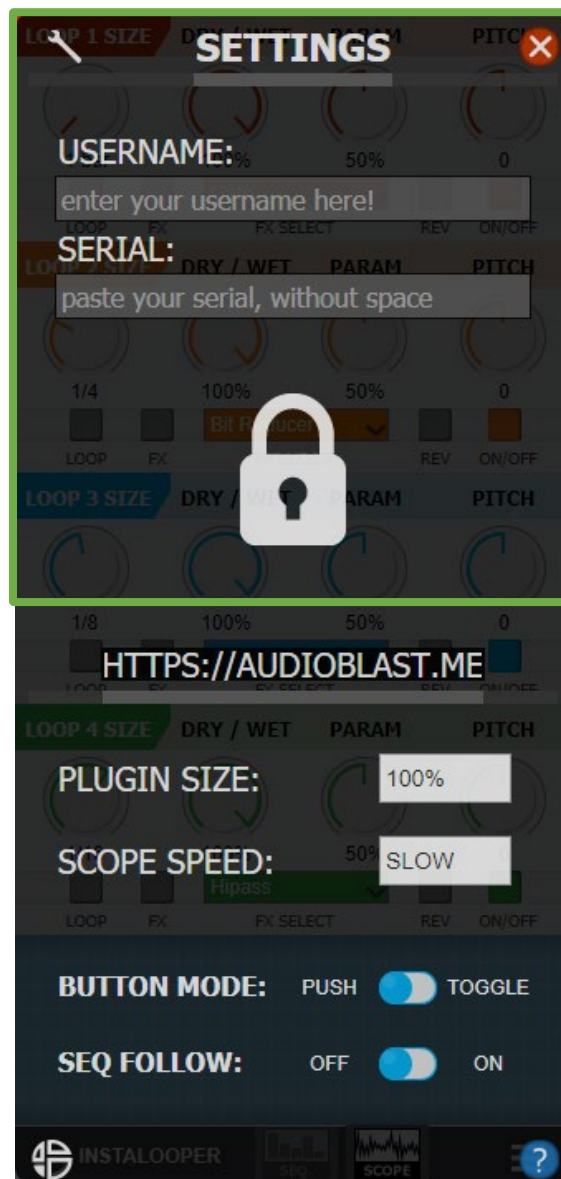 LOOP 1 SIZE PITCH
SETTINGS
USERNAME:
100% 50% 0
enter your username here!
LOOP FX FX SELECT REV ON/OFF
SERIAL:
LOOP 2 SIZE DRY / WET PARAM PITCH
paste your serial, without space
1/4 100% 50% 0
Bit Reducer
LOOP FX REV ON/OFF
LOOP 3 SIZE DRY / WET PARAM PITCH
1/8 100% 50% 0
HTTPS://AUDIOBLAST.ME
LOOP FX FX SELECT REV ON/OFF
LOOP 4 SIZE DRY / WET PARAM PITCH
PLUGIN SIZE: 100%
SCOPE SPEED: 50% SLOW
Hipass
LOOP FX FX SELECT REV ON/OFF
BUTTON MODE: PUSH TOGGLE
SEQ FOLLOW: OFF ON
INSTALOOPER SEQ SCOPE ?